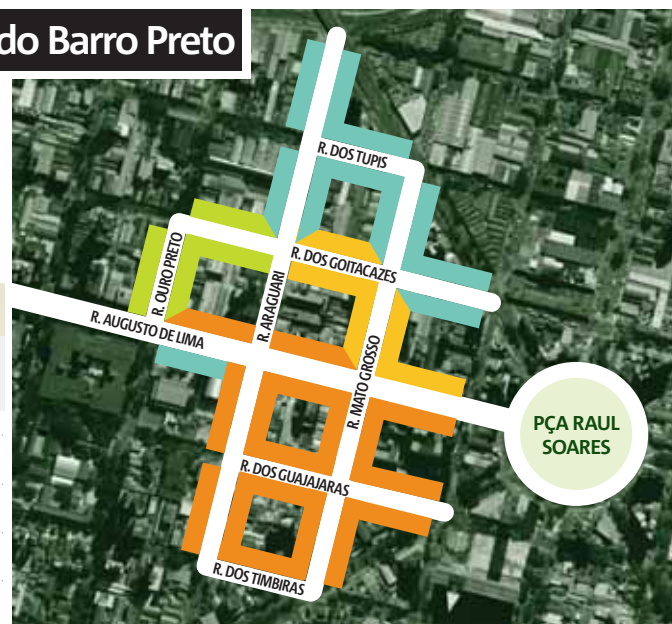 do Barro Preto
R. DOS TUPIS
R. OURO PRETO
R. DOS GOITACAZES
R. ARAGUARI
R. AUGUSTO DE LIMA
R. MATO GROSSO
PÇA RAUL
SOARES
R. DOS GUAJAJARAS
R. DOS TIMBIRAS